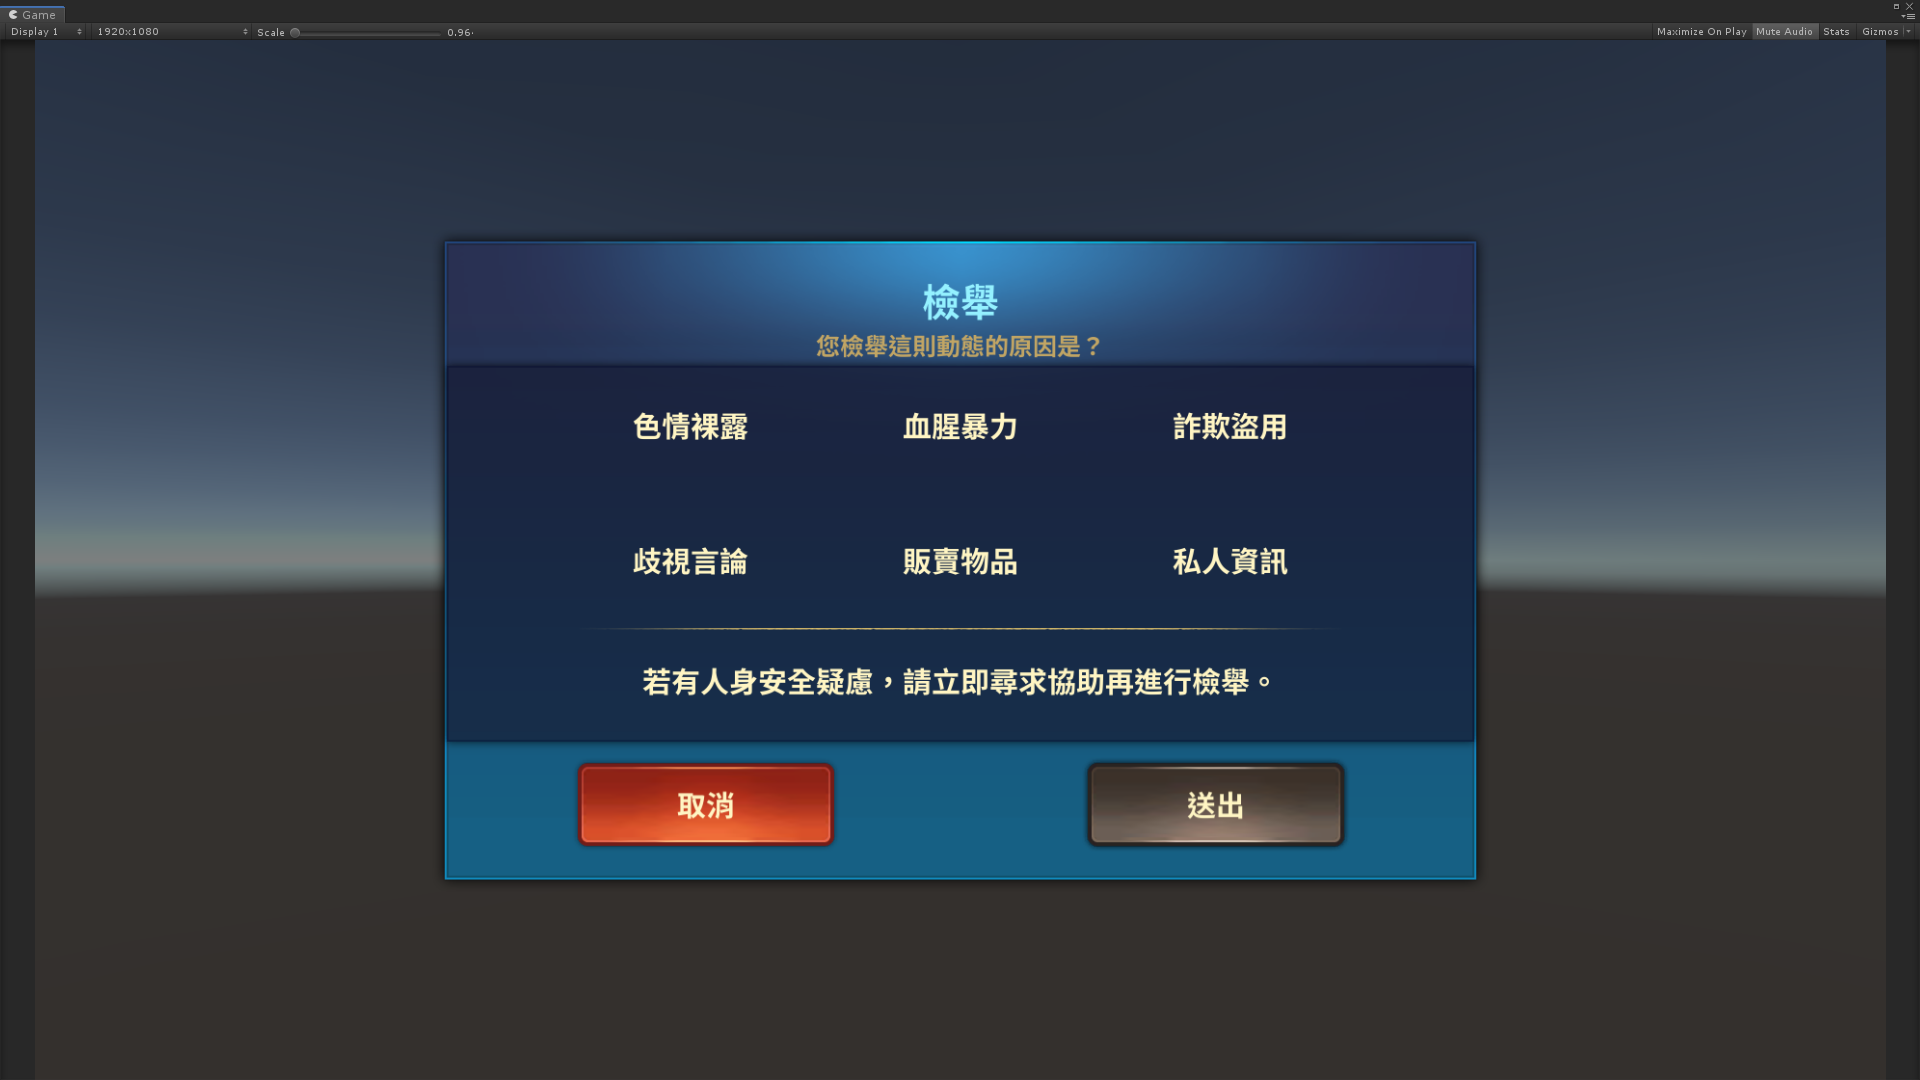 Game
Display 1 1920x1080 Scale 0.96 Maximize On Play Mute Audio Stats Gizmos
檢舉
您檢舉這則動態的原因是？
色情裸露 血腥暴力 詐欺盜用
歧視言論 販賣物品 私人資訊
若有人身安全疑慮，請立即尋求協助再進行檢舉。
取消 送出